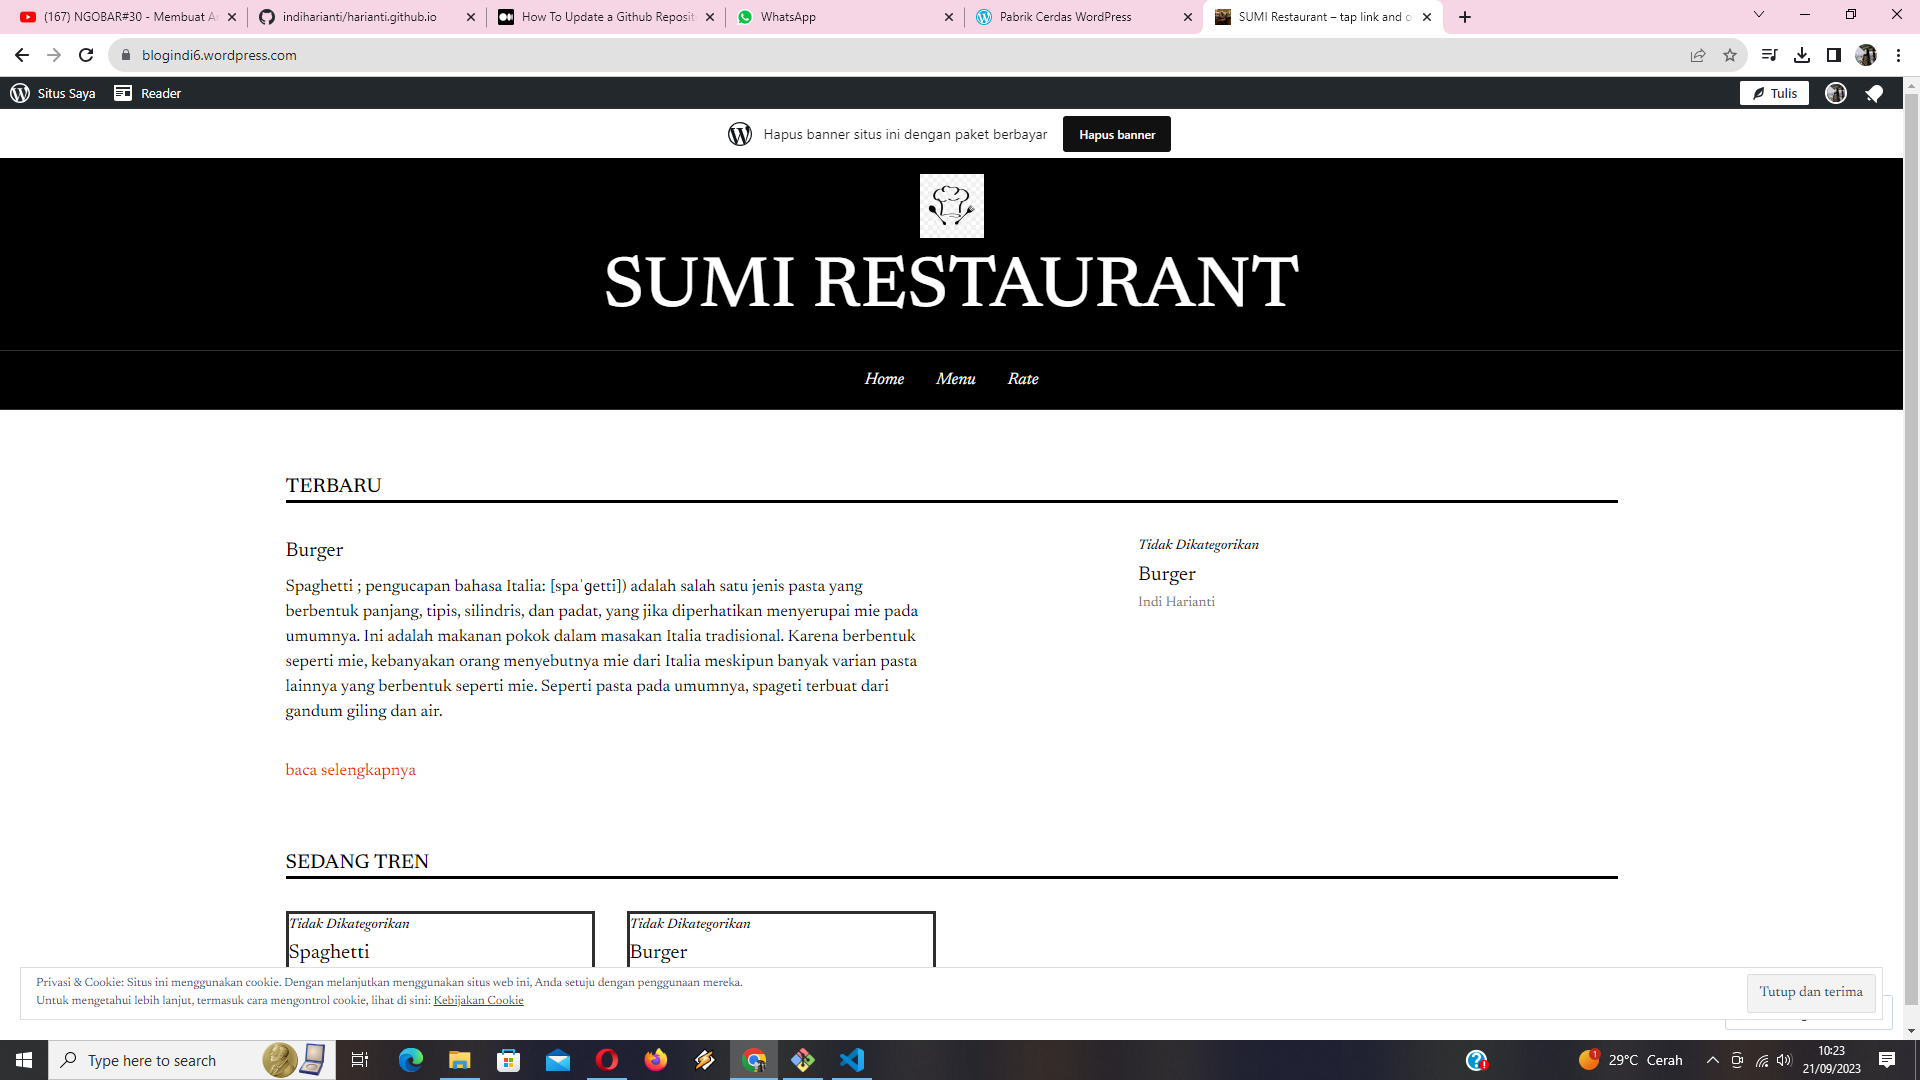 (167) NGOBAR#30 - Membuat A
indiharianti/harianti.github.io
How To Update a Github Reposit
WhatsApp
Pabrik Cerdas WordPress
SUMI Restaurant – tap link and o
blogindi6.wordpress.com
Situs Saya
Reader
Tulis
Hapus banner situs ini dengan paket berbayar
Hapus banner
SUMI RESTAURANT
Home
Menu
Rate
TERBARU
Burger
Spaghetti ; pengucapan bahasa Italia: [spaˈɡetti]) adalah salah satu jenis pasta yang
berbentuk panjang, tipis, silindris, dan padat, yang jika diperhatikan menyerupai mie pada
umumnya. Ini adalah makanan pokok dalam masakan Italia tradisional. Karena berbentuk
seperti mie, kebanyakan orang menyebutnya mie dari Italia meskipun banyak varian pasta
lainnya yang berbentuk seperti mie. Seperti pasta pada umumnya, spageti terbuat dari
gandum giling dan air.
baca selengkapnya
Tidak Dikategorikan
Burger
Indi Harianti
SEDANG TREN
Tidak Dikategorikan
Spaghetti
Tidak Dikategorikan
Burger
Privasi & Cookie: Situs ini menggunakan cookie. Dengan melanjutkan menggunakan situs web ini, Anda setuju dengan penggunaan mereka.
Untuk mengetahui lebih lanjut, termasuk cara mengontrol cookie, lihat di sini: Kebijakan Cookie
Tutup dan terima
Type here to search
29°C Cerah
10:23
21/09/2023